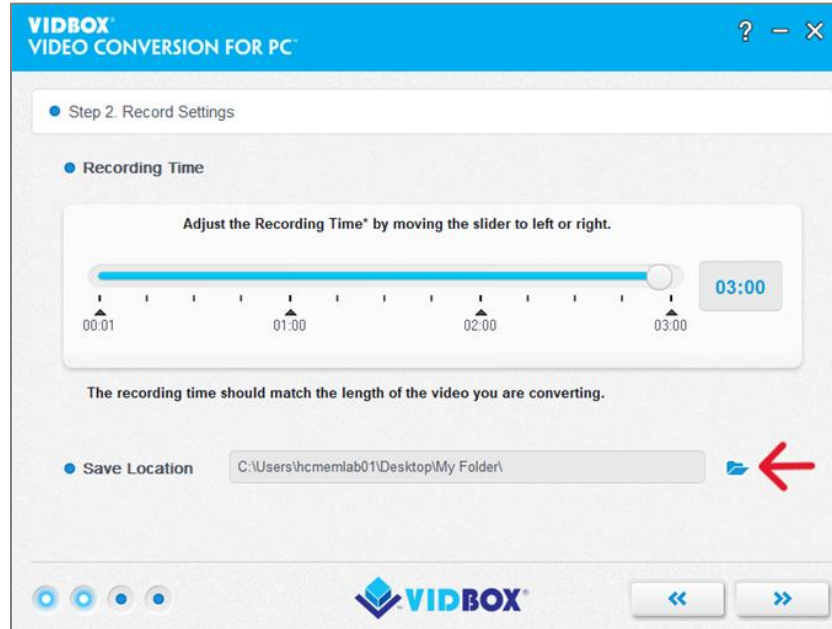 VIDBOX®
VIDEO CONVERSION FOR PC™
?
Step 2. Record Settings
Recording Time
Adjust the Recording Time* by moving the slider to left or right.
03:00
00:01 01:00 02:00 03:00
The recording time should match the length of the video you are converting.
Save Location C:\Users\hcmemlab01\Desktop\My Folder\
VIDBOX®